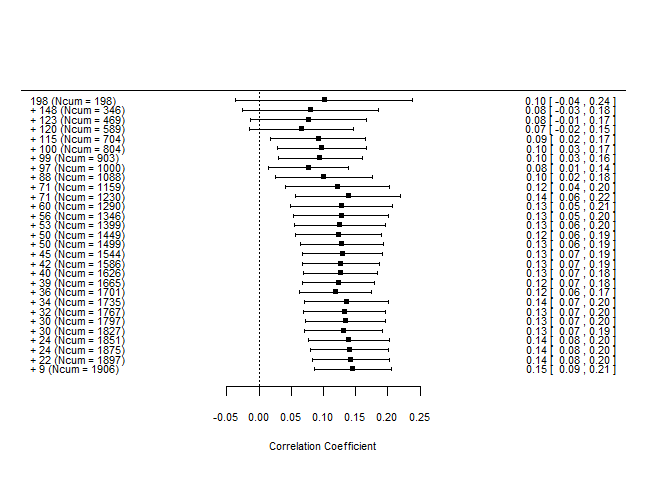 198 (Ncum = 198) 0.10 [ -0.04 , 0.24 ]
+ 148 (Ncum = 346) 0.08 [ -0.03 , 0.18 ]
+ 123 (Ncum = 469) 0.08 [ -0.01 , 0.17 ]
+ 120 (Ncum = 589) 0.07 [ -0.02 , 0.15 ]
+ 115 (Ncum = 704) 0.09 [ 0.02 , 0.17 ]
+ 100 (Ncum = 804) 0.10 [ 0.03 , 0.17 ]
+ 99 (Ncum = 903) 0.10 [ 0.03 , 0.16 ]
+ 97 (Ncum = 1000) 0.08 [ 0.01 , 0.14 ]
+ 88 (Ncum = 1088) 0.10 [ 0.02 , 0.18 ]
+ 71 (Ncum = 1159) 0.12 [ 0.04 , 0.20 ]
+ 71 (Ncum = 1230) 0.14 [ 0.06 , 0.22 ]
+ 60 (Ncum = 1290) 0.13 [ 0.05 , 0.21 ]
+ 56 (Ncum = 1346) 0.13 [ 0.05 , 0.20 ]
+ 53 (Ncum = 1399) 0.13 [ 0.06 , 0.20 ]
+ 50 (Ncum = 1449) 0.12 [ 0.06 , 0.19 ]
+ 50 (Ncum = 1499) 0.13 [ 0.06 , 0.19 ]
+ 45 (Ncum = 1544) 0.13 [ 0.07 , 0.19 ]
+ 42 (Ncum = 1586) 0.13 [ 0.07 , 0.19 ]
+ 40 (Ncum = 1626) 0.13 [ 0.07 , 0.18 ]
+ 39 (Ncum = 1665) 0.12 [ 0.07 , 0.18 ]
+ 36 (Ncum = 1701) 0.12 [ 0.06 , 0.17 ]
+ 34 (Ncum = 1735) 0.14 [ 0.07 , 0.20 ]
+ 32 (Ncum = 1767) 0.13 [ 0.07 , 0.20 ]
+ 30 (Ncum = 1797) 0.13 [ 0.07 , 0.20 ]
+ 30 (Ncum = 1827) 0.13 [ 0.07 , 0.19 ]
+ 24 (Ncum = 1851) 0.14 [ 0.08 , 0.20 ]
+ 24 (Ncum = 1875) 0.14 [ 0.08 , 0.20 ]
+ 22 (Ncum = 1897) 0.14 [ 0.08 , 0.20 ]
+ 9 (Ncum = 1906) 0.15 [ 0.09 , 0.21 ]
-0.05 0.00 0.05 0.10 0.15 0.20 0.25
Correlation Coefficient